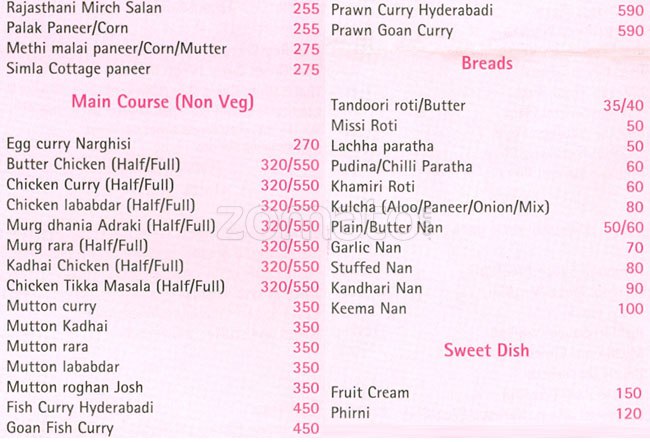 Rajasthani Mirch Salan 255
Palak Paneer/Corn 255
Methi malai paneer/Corn/Mutter 275
Simla Cottage paneer 275
Main Course (Non Veg)
Egg curry Narghisi 270
Butter Chicken (Half/Full) 320/550
Chicken Curry (Half/Full) 320/550
Chicken lababdar (Half/Full) 320/550
Murg dhania Adraki (Half/Full) 320/550
Murg rara (Half/Full) 320/550
Kadhai Chicken (Half/Full) 320/550
Chicken Tikka Masala (Half/Full) 320/550
Mutton curry 350
Mutton Kadhai 350
Mutton rara 350
Mutton lababdar 350
Mutton roghan Josh 350
Fish Curry Hyderabadi 450
Goan Fish Curry 450
Prawn Curry Hyderabadi 590
Prawn Goan Curry 590
Breads
Tandoori roti/Butter 35/40
Missi Roti 50
Lachha paratha 50
Pudina/Chilli Paratha 60
Khamiri Roti 60
Kulcha (Aloo/Paneer/Onion/Mix) 80
Plain/Butter Nan 50/60
Garlic Nan 70
Stuffed Nan 80
Kandhari Nan 90
Keema Nan 100
Sweet Dish
Fruit Cream 150
Phirni 120
zomato